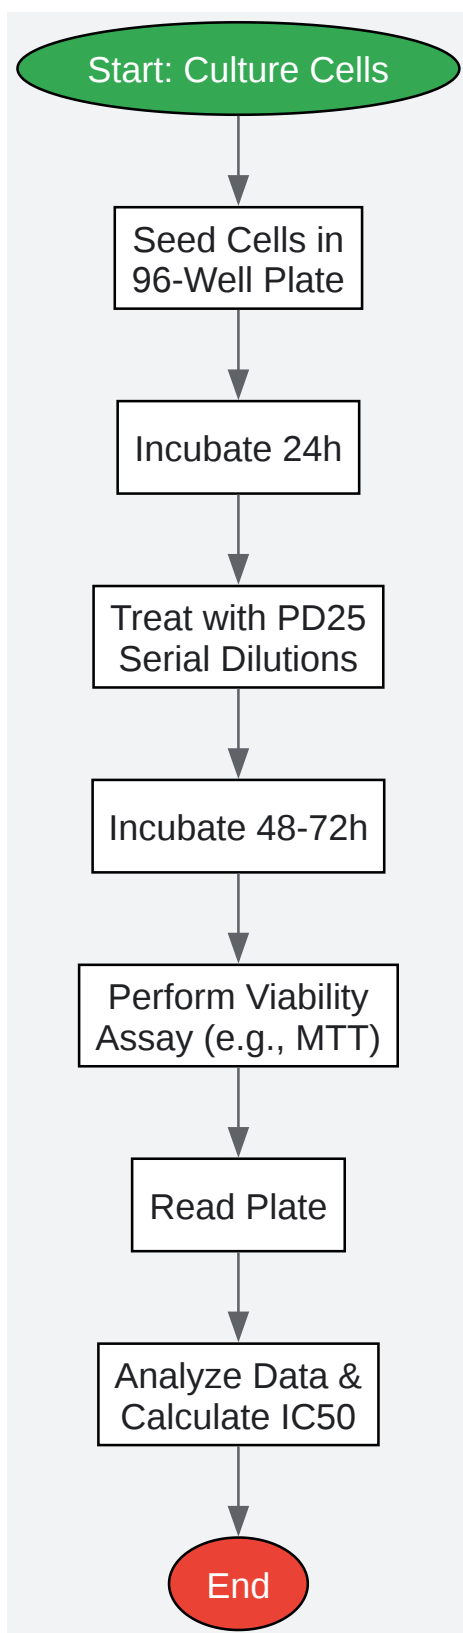 Start: Culture Cells
Seed Cells in
96-Well Plate
Incubate 24h
Treat with PD25
Serial Dilutions
Incubate 48-72h
Perform Viability
Assay (e.g., MTT)
Read Plate
Analyze Data &
Calculate IC50
End